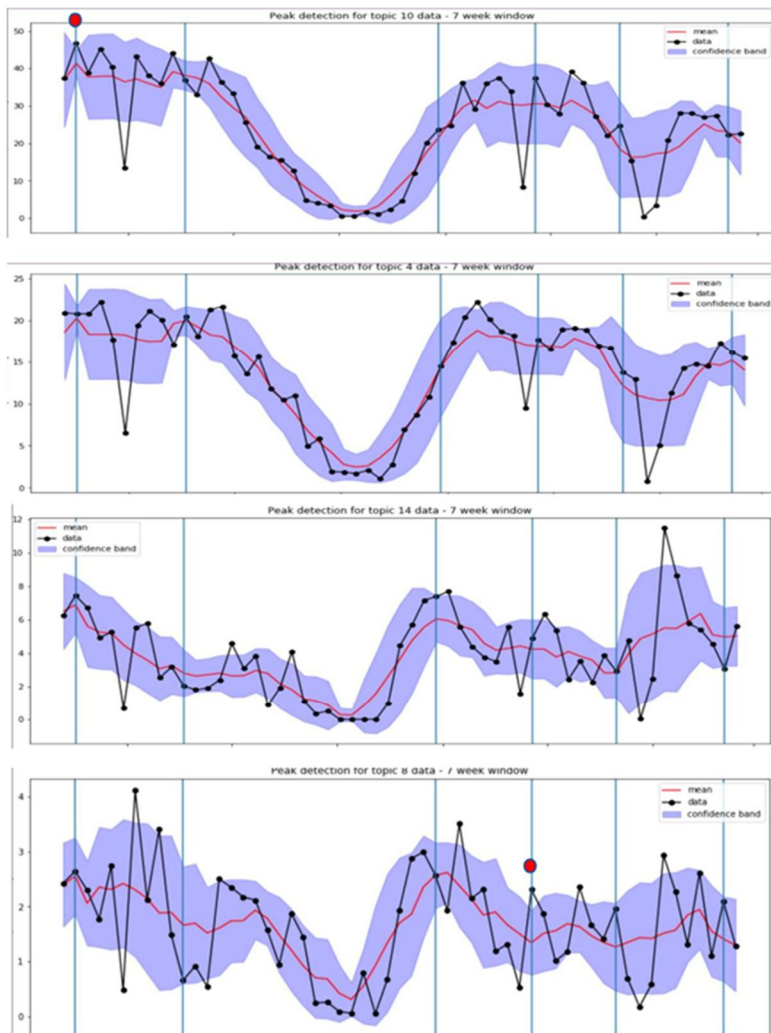 Peak detection for topic 10 data - 7 week window
mean
data
confidence band
50
40
30
20
10
0
Peak detection for topic 4 data - 7 week window
mean
data
confidence band
25
20
15
10
5
0
Peak detection for topic 14 data - 7 week window
mean
data
confidence band
12
10
8
6
4
2
0
Peak detection for topic 8 data - 7 week window
mean
data
confidence band
4
3
2
1
0